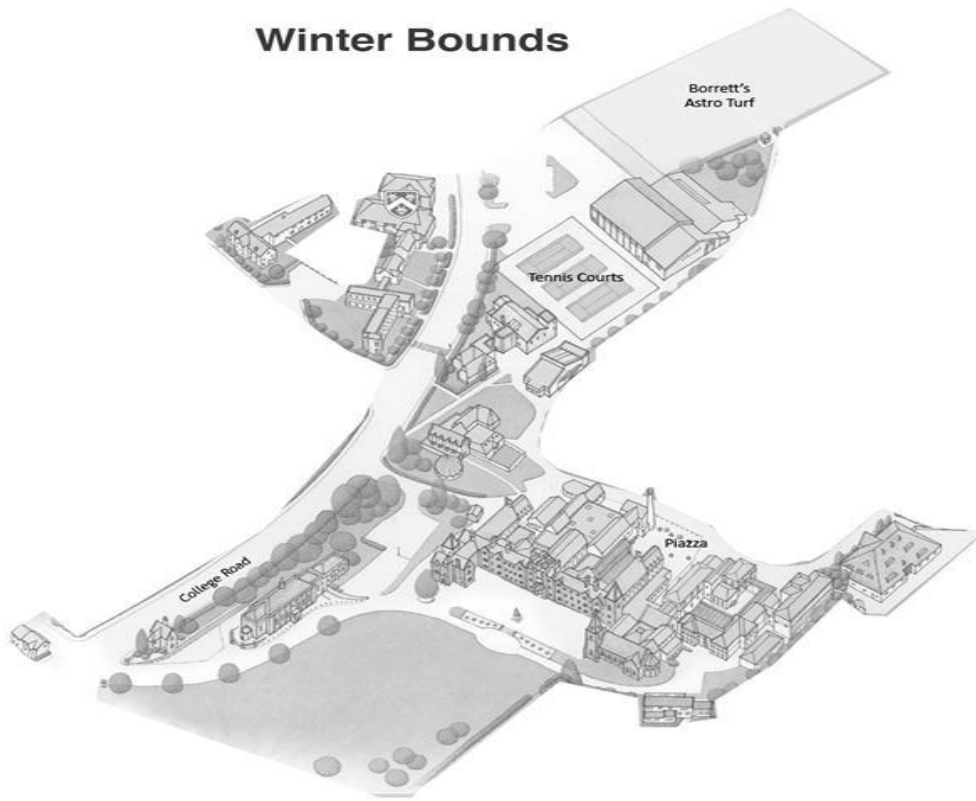 Winter Bounds
Borrett's
Astro Turf
Tennis Courts
Piazza
College Road